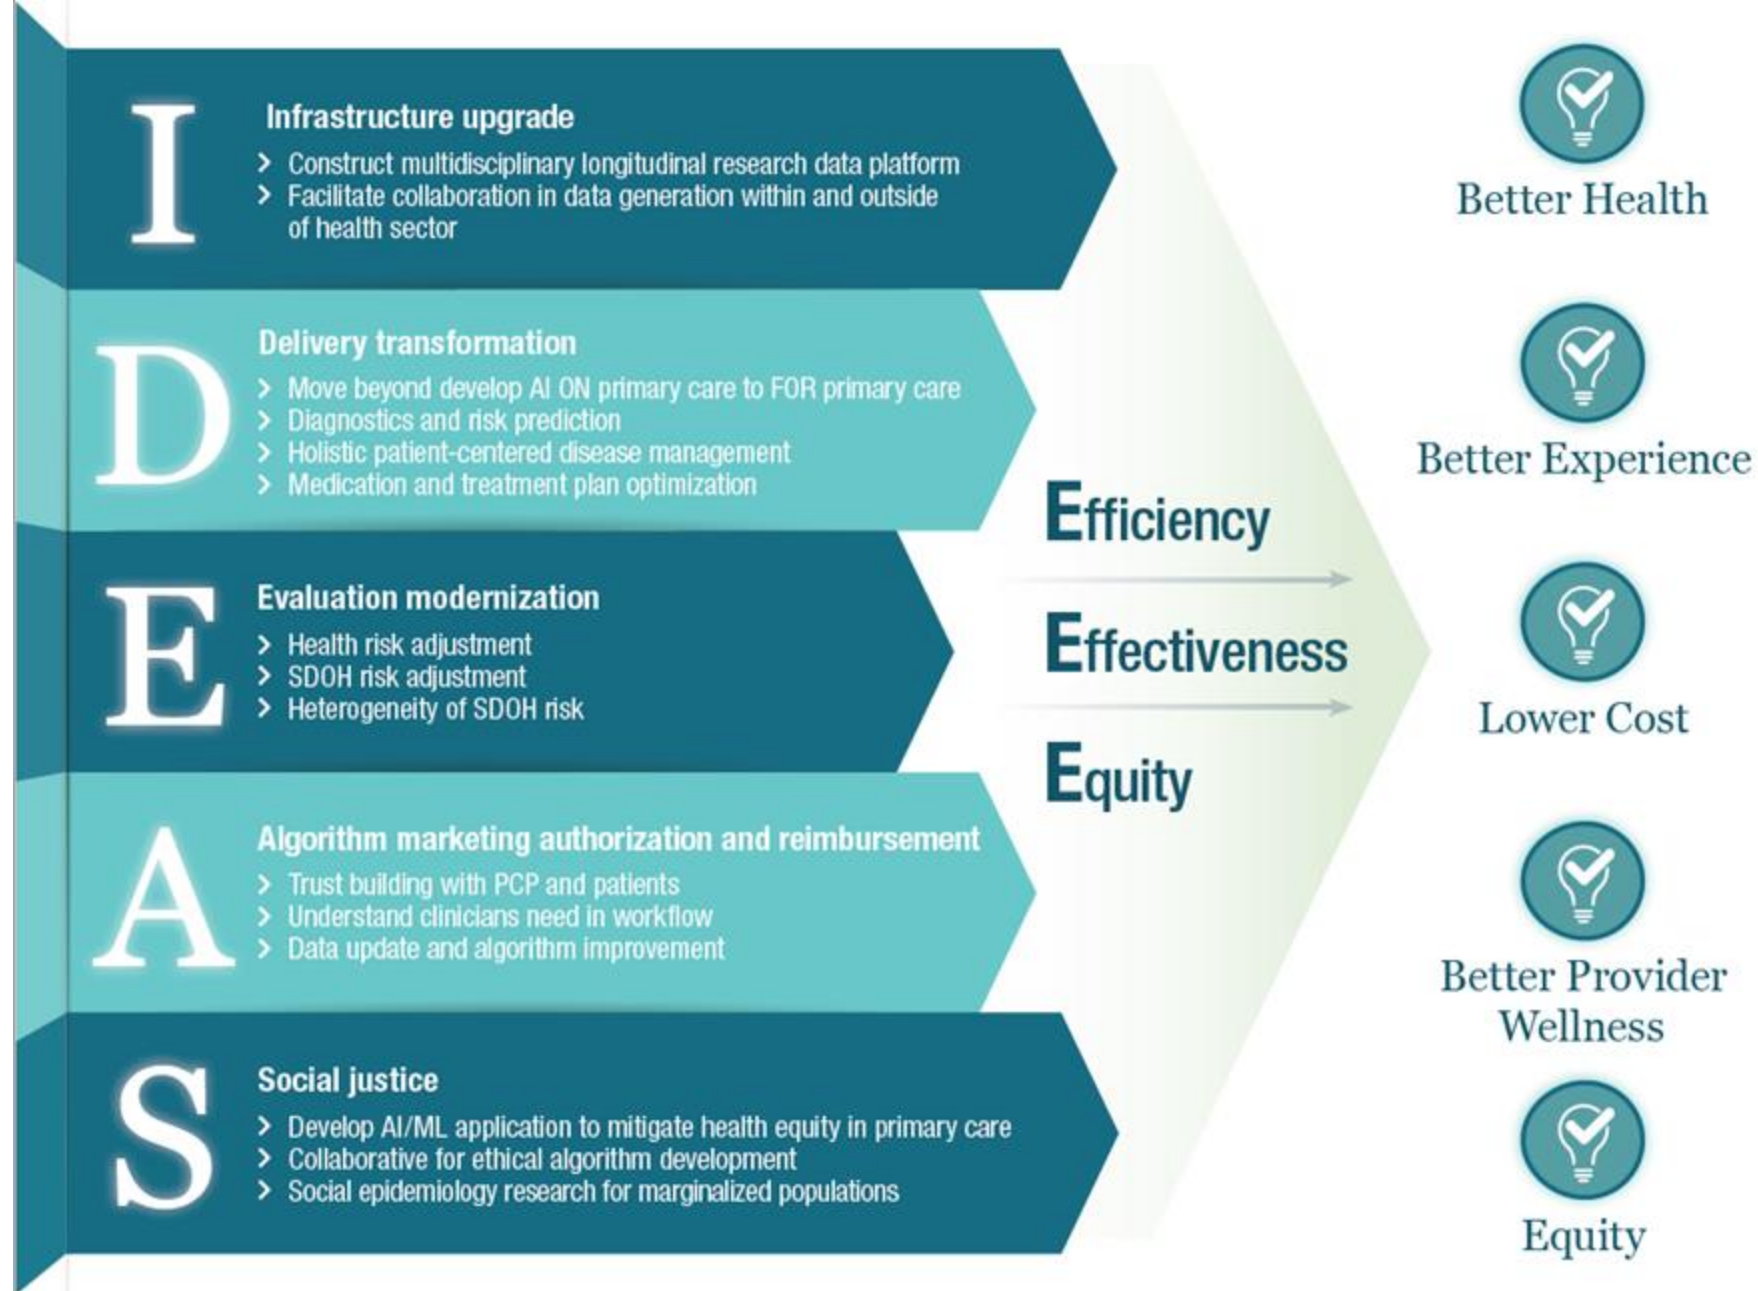 I
Infrastructure upgrade
> Construct multidisciplinary longitudinal research data platform
> Facilitate collaboration in data generation within and outside
of health sector
D
Delivery transformation
> Move beyond develop AI ON primary care to FOR primary care
> Diagnostics and risk prediction
> Holistic patient-centered disease management
> Medication and treatment plan optimization
E
Evaluation modernization
> Health risk adjustment
> SDOH risk adjustment
> Heterogeneity of SDOH risk
A
Algorithm marketing authorization and reimbursement
> Trust building with PCP and patients
> Understand clinicians need in workflow
> Data update and algorithm improvement
S
Social justice
> Develop AI/ML application to mitigate health equity in primary care
> Collaborative for ethical algorithm development
> Social epidemiology research for marginalized populations
Efficiency
Effectiveness
Equity
Better Health
Better Experience
Lower Cost
Better Provider
Wellness
Equity